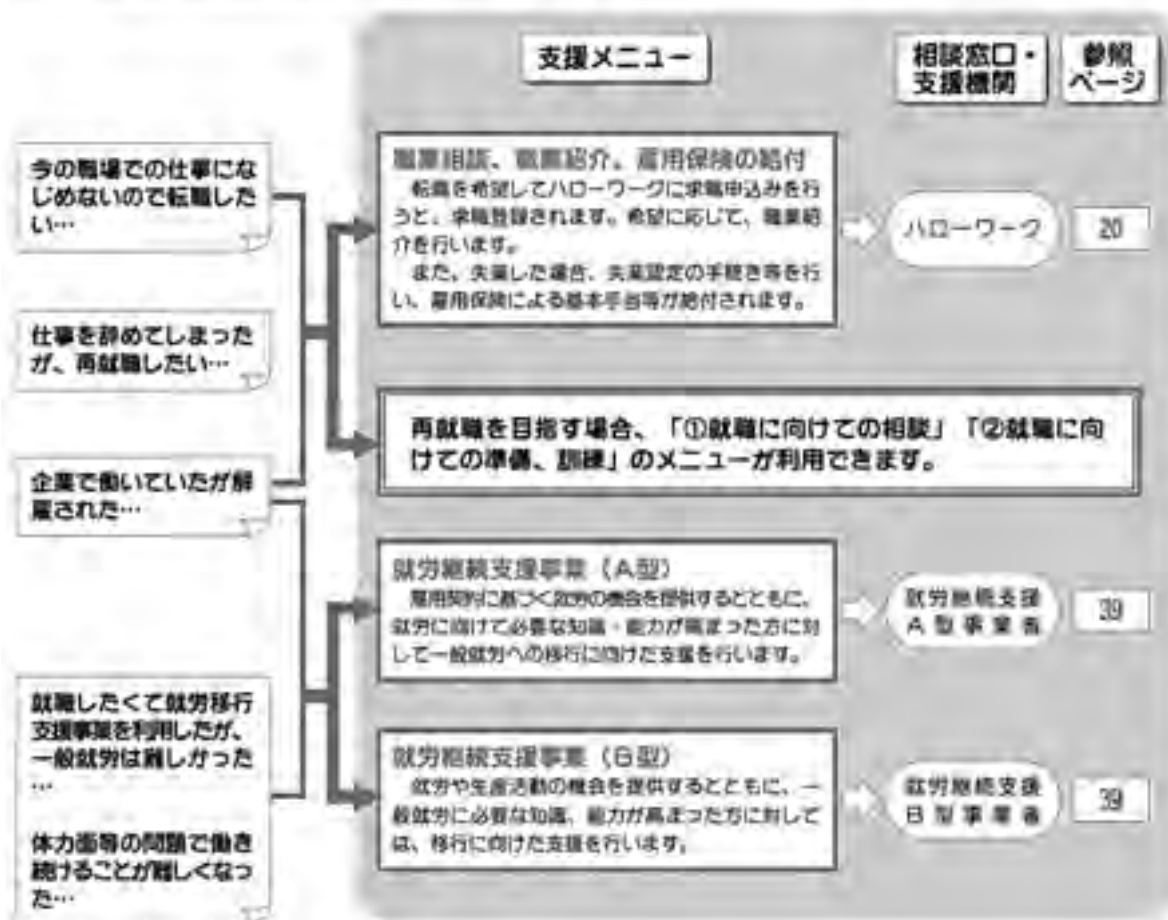 支援メニュー
相談窓口・
支援機関
参照
ページ
今の職場での仕事にな
じめないので転職した
い…
仕事を辞めてしまった
が、再就職したい…
企業で働いていたが解
雇された…
就職したくて就労移行
支援事業を利用したが、
一般就労は難しかった
…
体力面等の問題で働き
続けることが難しくなっ
た…
職業相談、職業紹介、雇用保険の給付
転職を希望してハローワークに求職申込みを行
うと、求職登録されます。希望に応じて、職業紹
介を行います。
また、失業した場合、失業認定の手続き等を行
い、雇用保険による基本手当等が給付されます。
ハローワーク
20
再就職を目指す場合、「①就職に向けての相談」「②就職に向
けての準備、訓練」のメニューが利用できます。
就労継続支援事業（A型）
雇用契約に基づく就労の機会を提供するとともに、
就労に向けて必要な知識・能力が高まった方に対
して一般就労への移行に向けた支援を行います。
就労継続支援
A型事業者
39
就労継続支援事業（B型）
就労や生産活動の機会を提供するとともに、一
般就労に必要な知識、能力が高まった方に対して
は、移行に向けた支援を行います。
就労継続支援
B型事業者
39